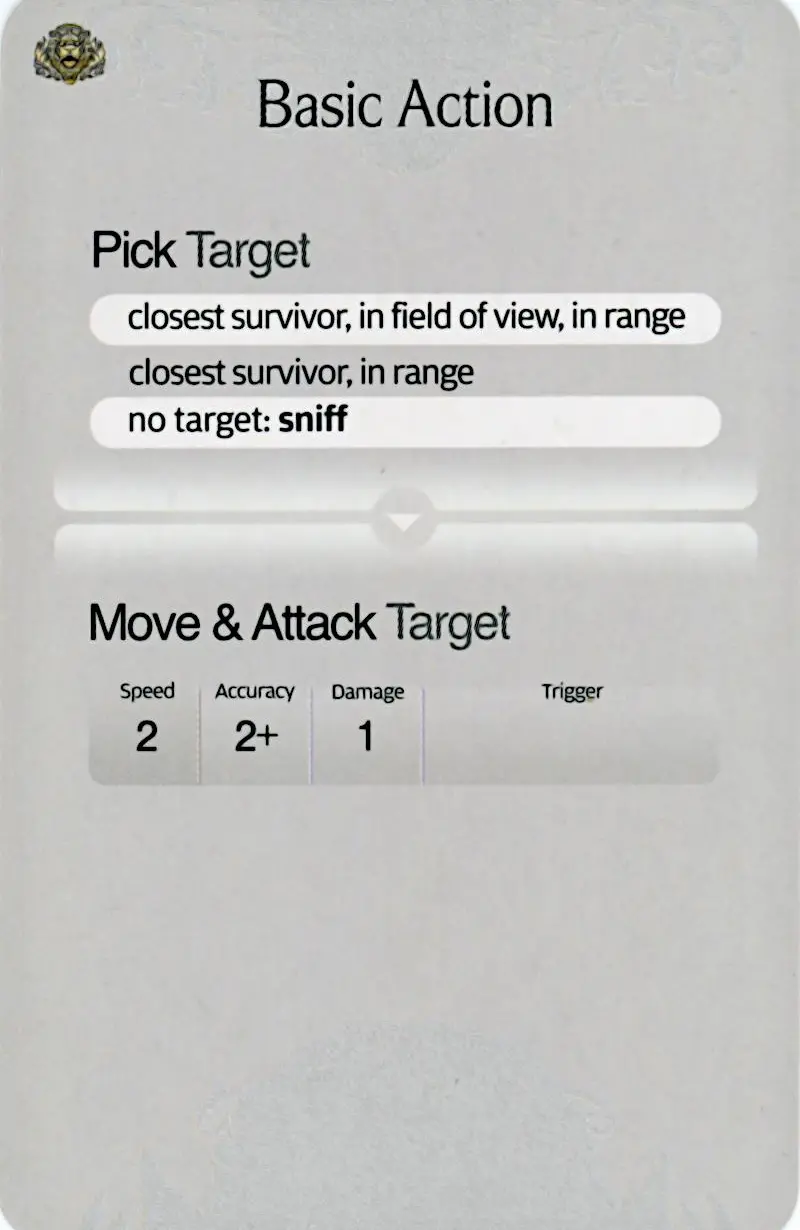 Basic Action
Pick Target
closest survivor, in field of view, in range
closest survivor, in range
no target: sniff
Move & Attack Target
Speed Accuracy Damage Trigger
2 2+ 1